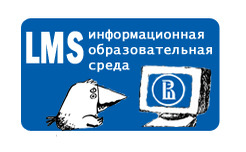 LMS информационная
образовательная
среда